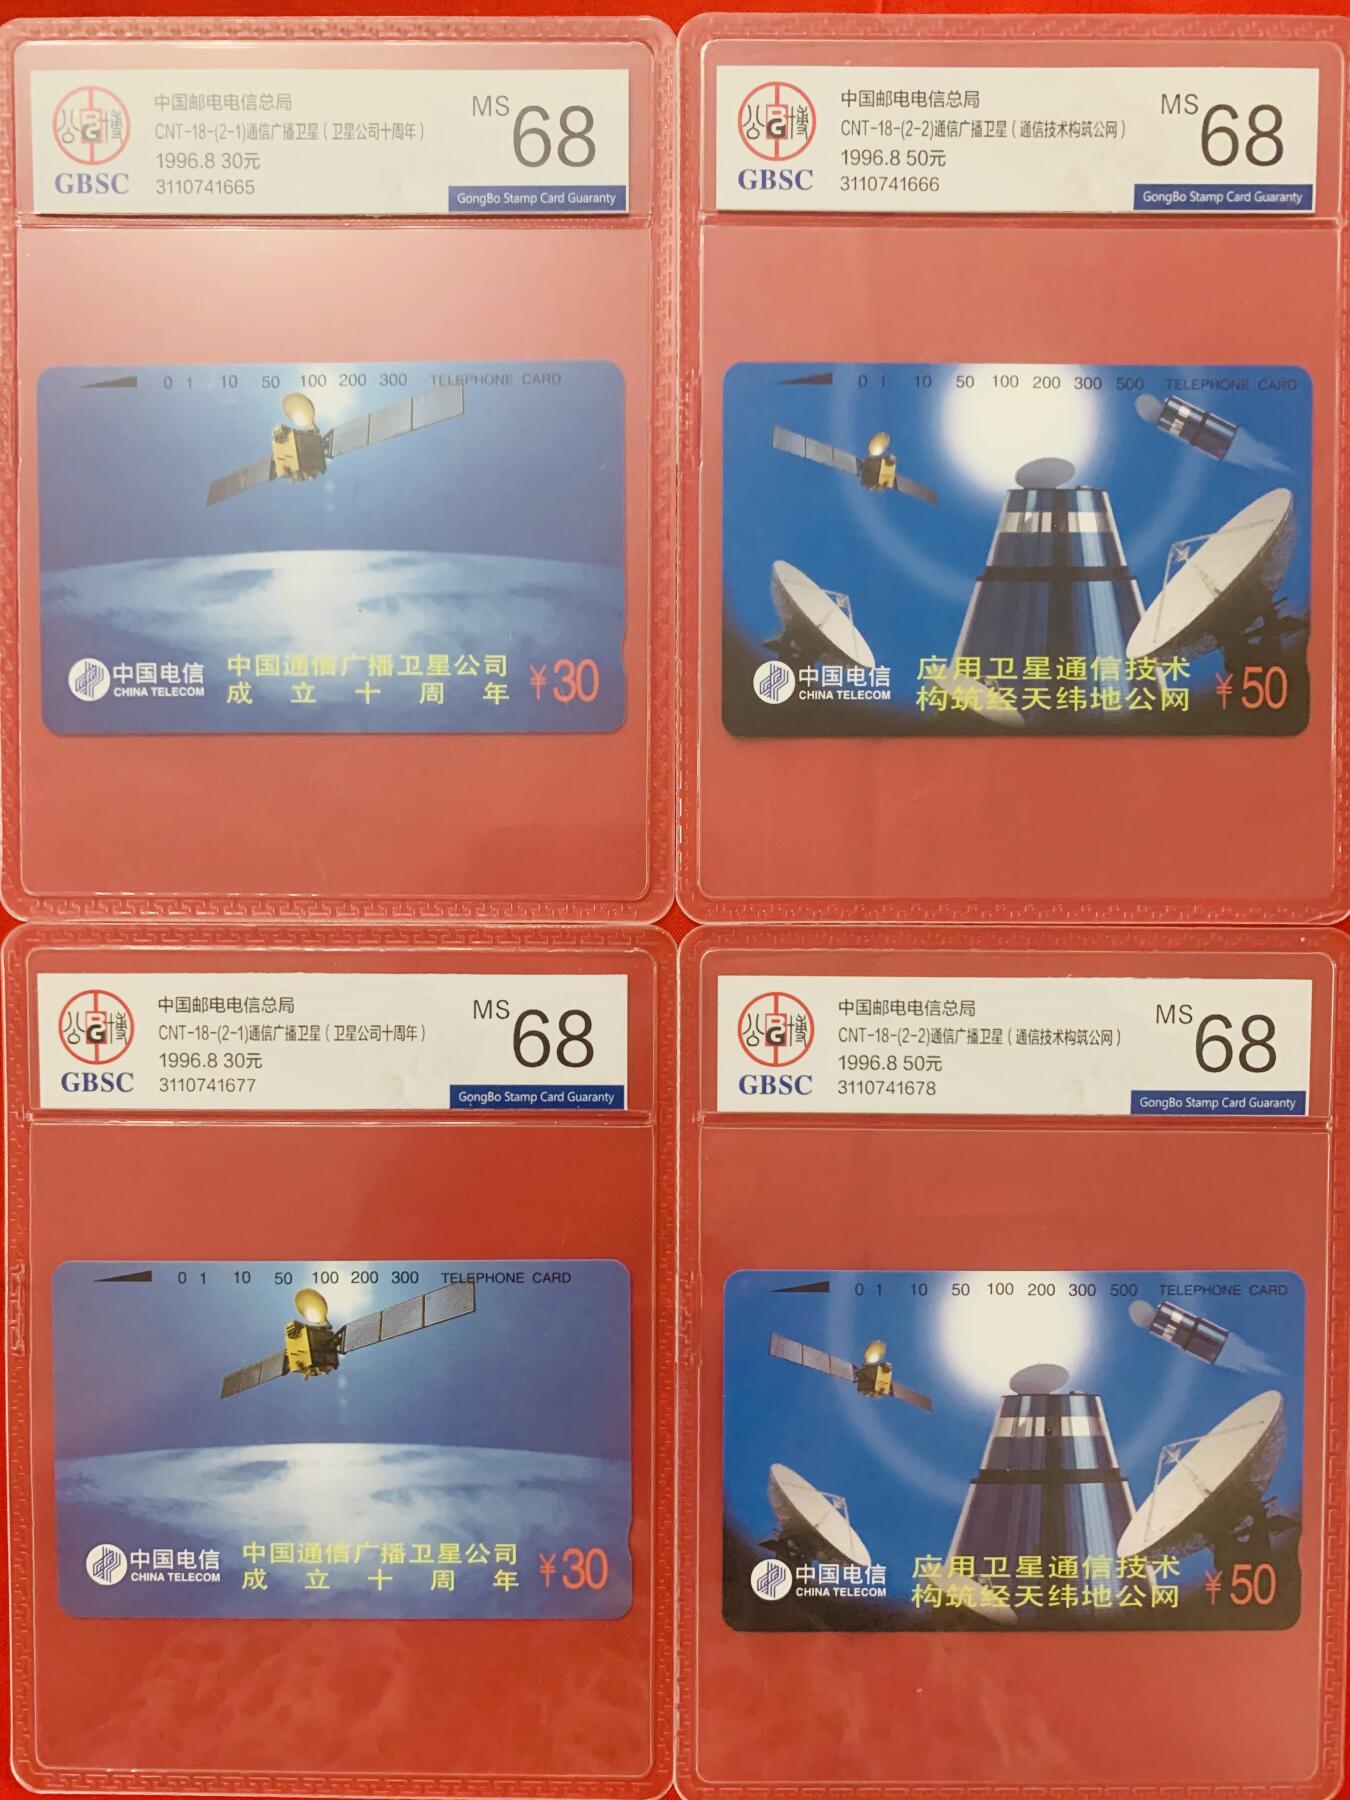 中国邮电电信总局
CNT-18-(2-1)通信广播卫星(卫星公司十周年)
1996.8 30元
3110741665
MS 68
公博
BG
GBSC
GongBo Stamp Card Guaranty
0 1 10 50 100 200 300 TELEPHONE CARD
中国电信
CHINA TELECOM
中国通信广播卫星公司
成立十周年
¥30
中国邮电电信总局
CNT-18-(2-2)通信广播卫星(通信技术构筑公网)
1996.8 50元
3110741666
MS 68
公博
BG
GBSC
GongBo Stamp Card Guaranty
0 1 10 50 100 200 300 500 TELEPHONE CARD
中国电信
CHINA TELECOM
应用卫星通信技术
构筑经天纬地公网
¥50
中国邮电电信总局
CNT-18-(2-1)通信广播卫星(卫星公司十周年)
1996.8 30元
3110741677
MS 68
公博
BG
GBSC
GongBo Stamp Card Guaranty
0 1 10 50 100 200 300 TELEPHONE CARD
中国电信
CHINA TELECOM
中国通信广播卫星公司
成立十周年
¥30
中国邮电电信总局
CNT-18-(2-2)通信广播卫星(通信技术构筑公网)
1996.8 50元
3110741678
MS 68
公博
BG
GBSC
GongBo Stamp Card Guaranty
0 1 10 50 100 200 300 500 TELEPHONE CARD
中国电信
CHINA TELECOM
应用卫星通信技术
构筑经天纬地公网
¥50